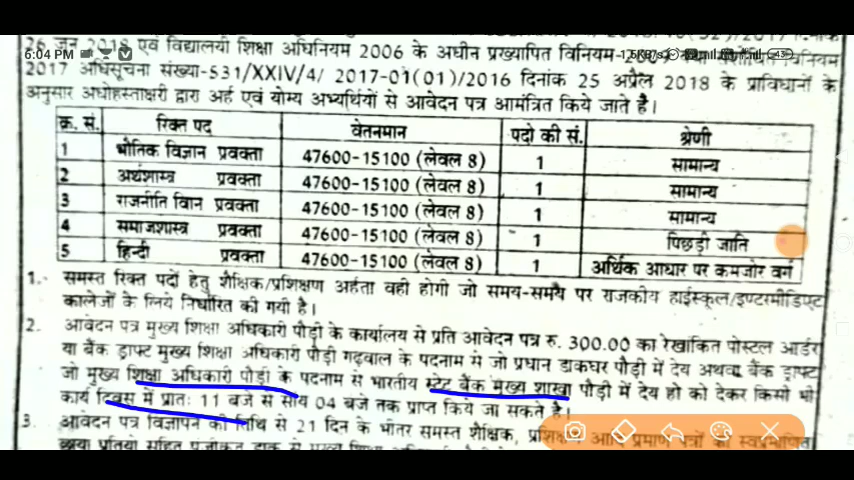 6:04 PM
26 जून 2018 एवं विद्यालयी शिक्षा अधिनियम 2006 के अधीन प्रख्यापित विनियम-
2017 अधिसूचना संख्या-531/XXIV/4/ 2017-01(01)/2016 दिनांक 25 अप्रैल 2018 के प्राविधानों के
अनुसार अधोहस्ताक्षरी द्वारा अर्ह एवं योग्य अभ्यर्थियों से आवेदन पत्र आमंत्रित किये जाते है।
क्र. सं. रिक्त पद वेतनमान पदो की सं. श्रेणी
1 भौतिक विज्ञान प्रवक्ता 47600-15100 (लेवल 8) 1 सामान्य
2 अर्थशास्त्र प्रवक्ता 47600-15100 (लेवल 8) 1 सामान्य
3 राजनीति विान प्रवक्ता 47600-15100 (लेवल 8) 1 सामान्य
4 समाजशास्त्र प्रवक्ता 47600-15100 (लेवल 8) 1 पिछड़ी जाति
5 हिन्दी प्रवक्ता 47600-15100 (लेवल 8) 1 आर्थिक आधार पर कमजोर वर्ग
1. समस्त रिक्त पदों हेतु शैक्षिक/प्रशिक्षण अर्हता वही होगी जो समय-समय पर राजकीय हाईस्कूल/इण्टरमीडिएट
कालेजों के लिये निर्धारित की गयी है।
2. आवेदन पत्र मुख्य शिक्षा अधिकारी पौड़ी के कार्यालय से प्रति आवेदन पत्र रु. 300.00 का रेखांकित पोस्टल आर्डर
या बैंक ड्राफ्ट मुख्य शिक्षा अधिकारी पौड़ी गढ़वाल के पदनाम से जो प्रधान डाकघर पौड़ी में देय अथवा बैंक ड्राफ्ट
जो मुख्य शिक्षा अधिकारी पौड़ी के पदनाम से भारतीय स्टेट बैंक मुख्य शाखा पौड़ी में देय हो को देकर किसी भी
कार्य दिवस में प्रातः 11 बजे से सांय 04 बजे तक प्राप्त किये जा सकते है।
3. आवेदन पत्र विज्ञापन की तिथि से 21 दिन के भीतर समस्त शैक्षिक, आदि प्रमाण पत्रों की